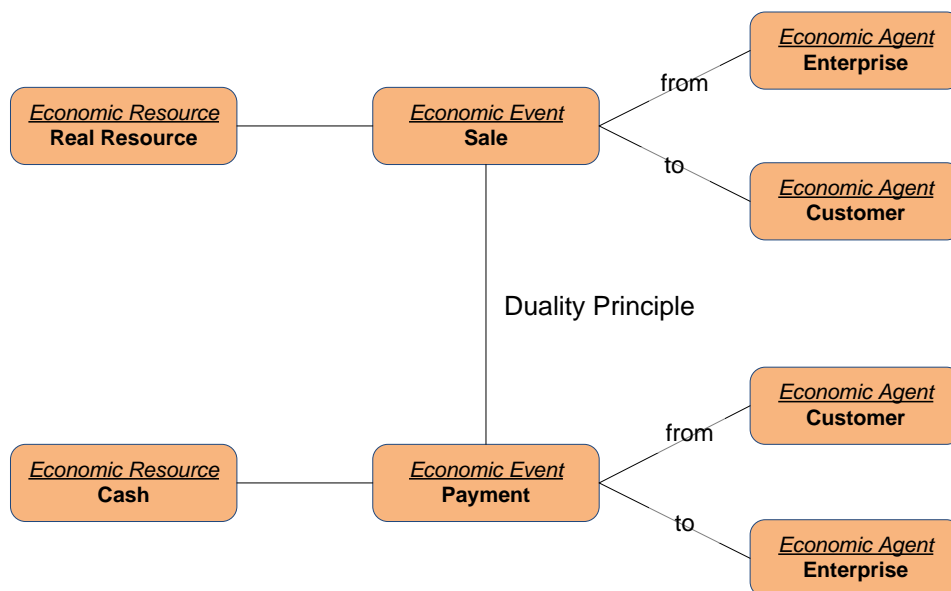 Economic Agent
Enterprise
from
Economic Resource
Real Resource
Economic Event
Sale
to
Economic Agent
Customer
Duality Principle
Economic Agent
Customer
from
Economic Resource
Cash
Economic Event
Payment
to
Economic Agent
Enterprise